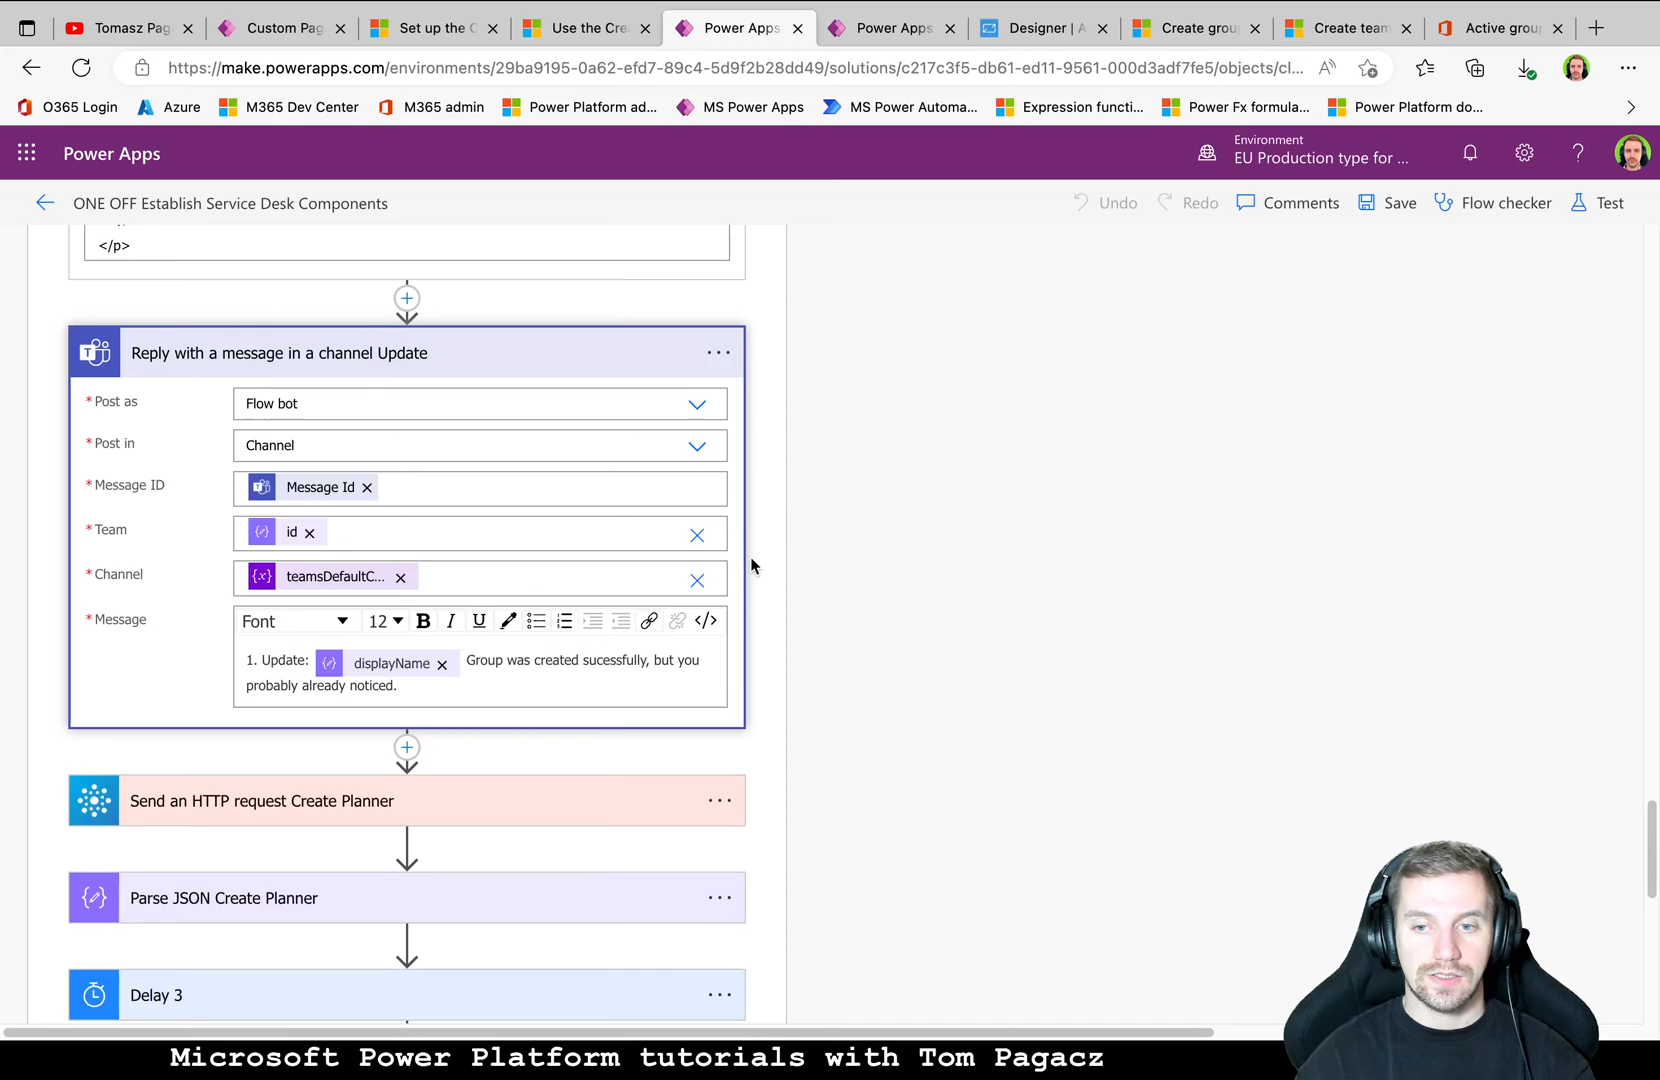 Tomasz Pag
Custom Pag
Set up the C
Use the Cre
Power Apps
Power Apps
Designer | A
Create grou
Create team
Active grou
https://make.powerapps.com/environments/29ba9195-0a62-efd7-89c4-5d9f2b28dd49/solutions/c217c3f5-db61-ed11-9561-000d3adf7fe5/objects/cl...
O365 Login
Azure
M365 Dev Center
M365 admin
Power Platform ad...
MS Power Apps
MS Power Automa...
Expression functi...
Power Fx formula...
Power Platform do...
Power Apps
Environment
EU Production type for ...
ONE OFF Establish Service Desk Components
Undo
Redo
Comments
Save
Flow checker
Test
</p>
Reply with a message in a channel Update
* Post as
Flow bot
* Post in
Channel
* Message ID
Message Id
* Team
id
* Channel
teamsDefaultC...
* Message
Font
12
B I U
1. Update: displayName Group was created sucessfully, but you
probably already noticed.
Send an HTTP request Create Planner
Parse JSON Create Planner
Delay 3
Microsoft Power Platform tutorials with Tom Pagacz